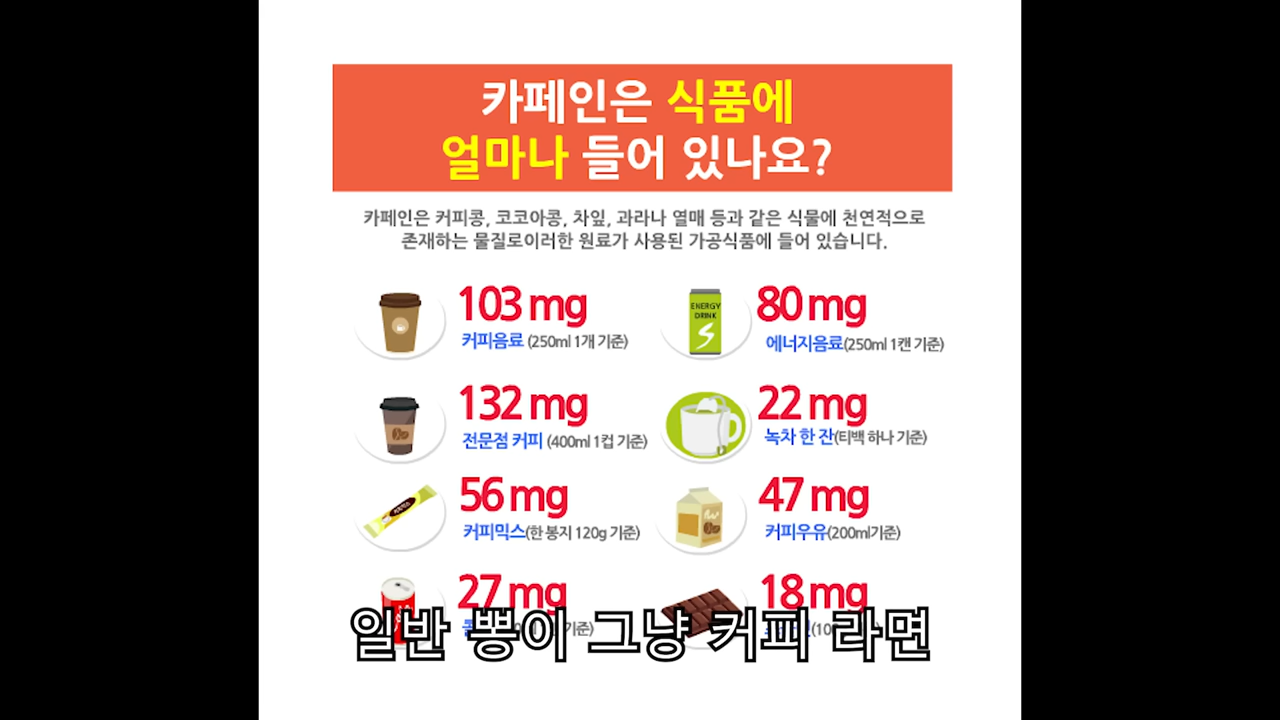 카페인은 식품에
얼마나 들어 있나요?
카페인은 커피콩, 코코아콩, 차잎, 과라나 열매 등과 같은 식물에 천연적으로
존재하는 물질로이러한 원료가 사용된 가공식품에 들어 있습니다.
103 mg
커피음료 (250ml 1개 기준)
ENERGY
DRINK
80 mg
에너지음료(250ml 1캔 기준)
132 mg
전문점 커피 (400ml 1컵 기준)
22 mg
녹차 한 잔(티백 하나 기준)
56 mg
커피믹스(한 봉지 120g 기준)
47 mg
커피우유(200ml기준)
27 mg
기준)
18 mg
일반 뽕이 그냥 커피 라면